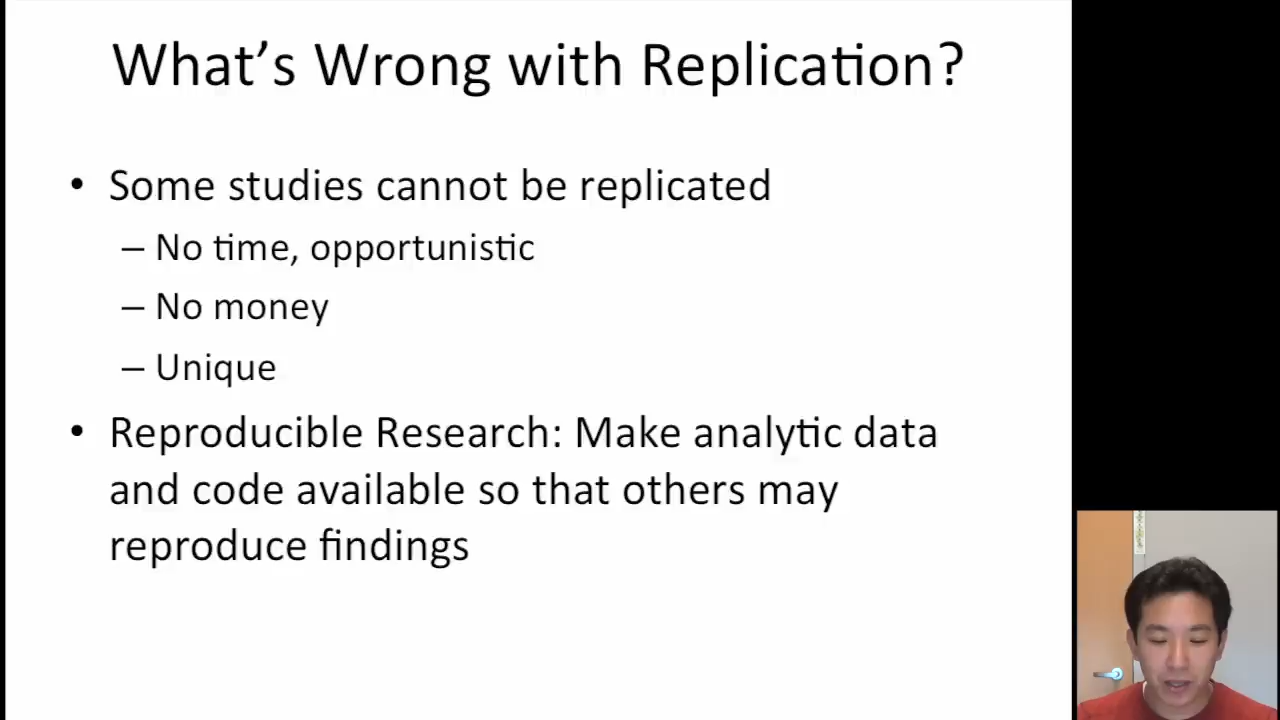 What's Wrong with Replication?
• Some studies cannot be replicated
– No time, opportunistic
– No money
– Unique
• Reproducible Research: Make analytic data
and code available so that others may
reproduce findings